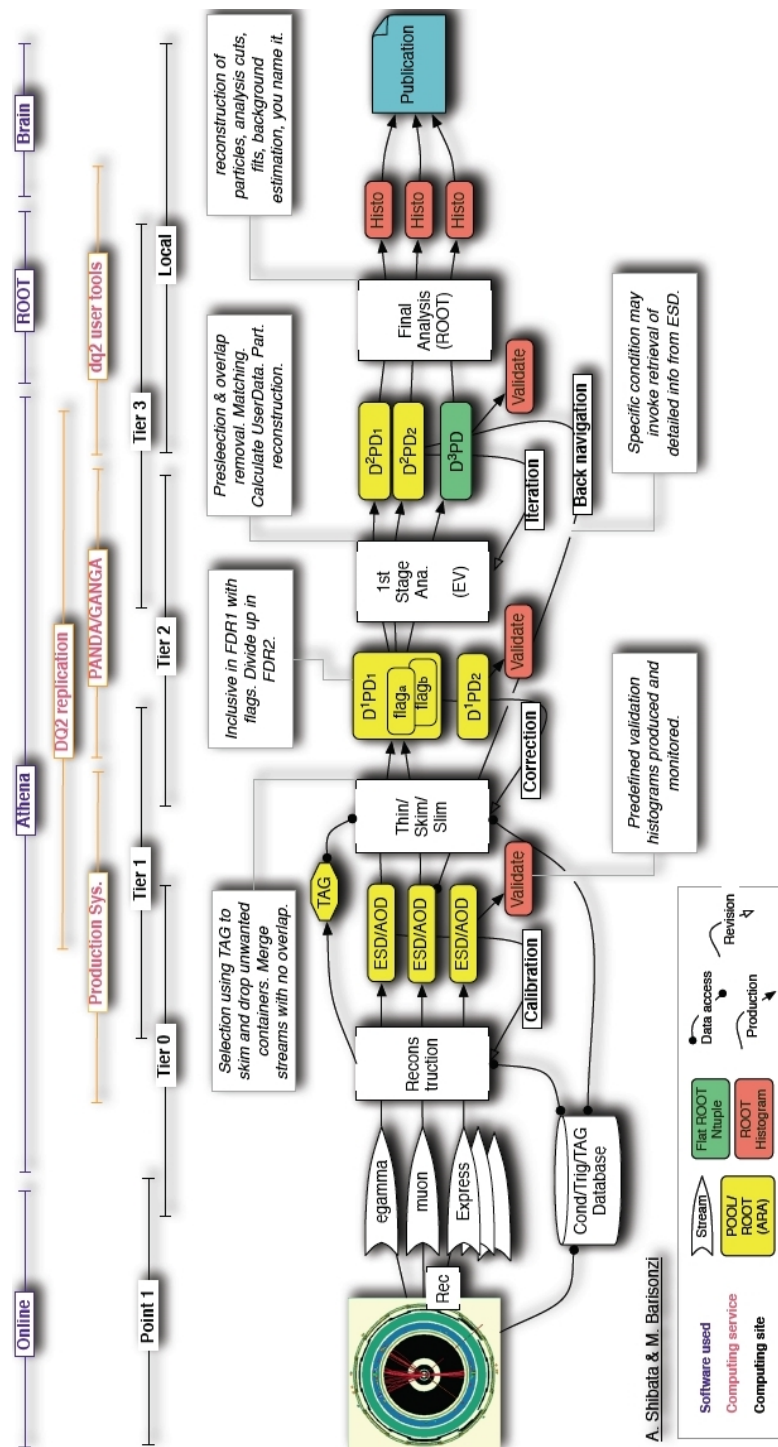 Online
Athena
ROOT
Brain
DQ2 replication
Production Sys.
PANDA/GANGA
dq2 user tools
Point 1
Tier 1
Tier 3
Tier 0
Tier 2
Local
Selection using TAG to
skim and drop unwanted
containers. Merge
streams with no overlap.
Inclusive in FDR1 with
flags. Divide up in
FDR2.
Presleection & overlap
removal. Matching.
Calculate UserData. Part.
reconstruction.
reconstruction of
particles, analysis cuts,
fits, background
estimation, you name it.
Rec
egamma
muon
Express
Recons
truction
TAG
ESD/AOD
ESD/AOD
ESD/AOD
Validate
Calibration
Thin/
Skim/
Slim
D¹PD1
flaga
flagb
D¹PD2
Validate
Correction
1st
Stage
Ana.
(EV)
D²PD1
D²PD2
D³PD
Validate
Iteration
Back navigation
Final
Analysis
(ROOT)
Histo
Histo
Histo
Publication
Cond/Trig/TAG
Database
Predefined validation
histograms produced and
monitored.
Specific condition may
invoke retrieval of
detailed info from ESD.
A. Shibata & M. Barisonzi
Software used
Computing service
Computing site
Stream
POOL/
ROOT
(ARA)
Flat ROOT
Ntuple
ROOT
Histogram
Data access
Production
Revision